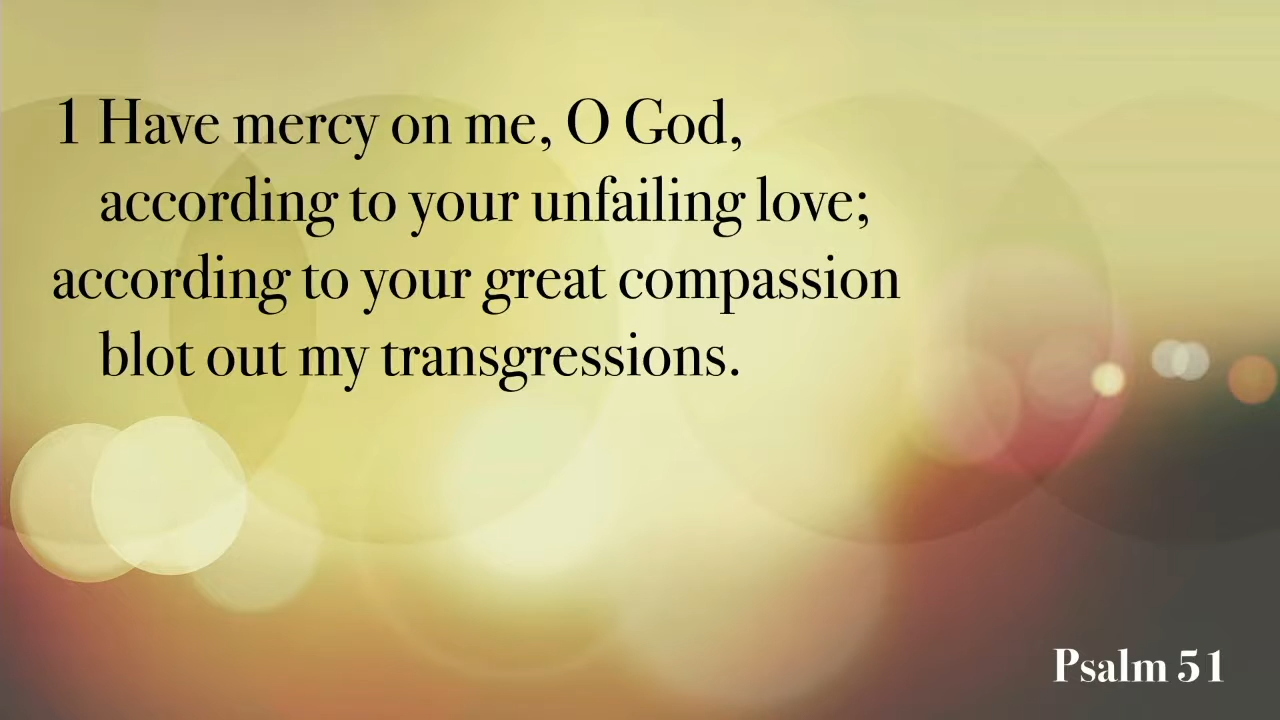 1 Have mercy on me, O God,
according to your unfailing love;
according to your great compassion
blot out my transgressions.
Psalm 51